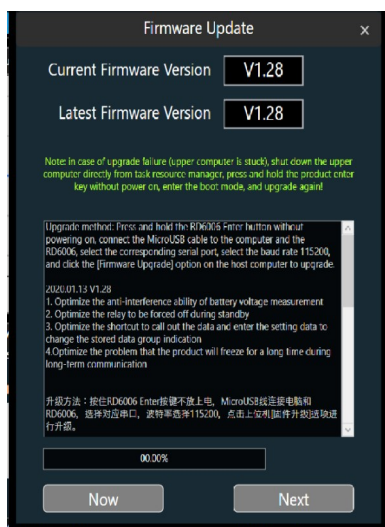 Firmware Update
x
Current Firmware Version V1.28
Latest Firmware Version V1.28
Note: in case of upgrade failure (upper computer is stuck), shut down the upper
computer directly from task resource manager, press and hold the product enter
key without power on, enter the boot mode, and upgrade again!
Upgrade method: Press and hold the RD6006 Enter button without
powering on, connect the MicroUSB cable to the computer and the
RD6006, select the corresponding serial port, select the baud rate 115200,
and click the [Firmware Upgrade] option on the host computer to upgrade.
2020.01.13 V1.28
1. Optimize the anti-interference ability of battery voltage measurement
2. Optimize the relay to be forced off during standby
3. Optimize the shortcut to call out the data and enter the setting data to
change the stored data group indication
4.Optimize the problem that the product will freeze for a long time during
long-term communication
升级方法：按住RD6006 Enter按键不放上电，MicroUSB线连接电脑和
RD6006，选择对应串口，波特率选择115200，点击上位机[固件升级]选项进
行升级。
00.00%
Now Next